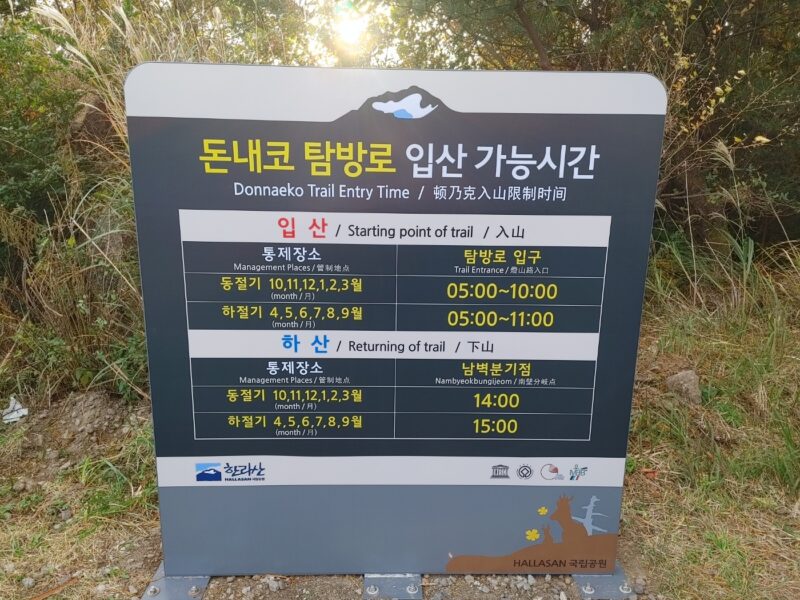 돈내코 탐방로 입산 가능시간
Donnaeko Trail Entry Time / 顿乃克入山限制时间
입 산 / Starting point of trail / 入山
통제장소
Management Places / 管制地点
탐방로 입구
Trail Entrance / 登山路入口
동절기 10,11,12,1,2,3월
(month / 月)
05:00~10:00
하절기 4,5,6,7,8,9월
(month / 月)
05:00~11:00
하 산 / Returning of trail / 下山
통제장소
Management Places / 管制地点
남벽분기점
Nambyeokbungijeom / 南壁分岐点
동절기 10,11,12,1,2,3월
(month / 月)
14:00
하절기 4,5,6,7,8,9월
(month / 月)
15:00
한라산
HALLASAN 국립공원
HALLASAN 국립공원